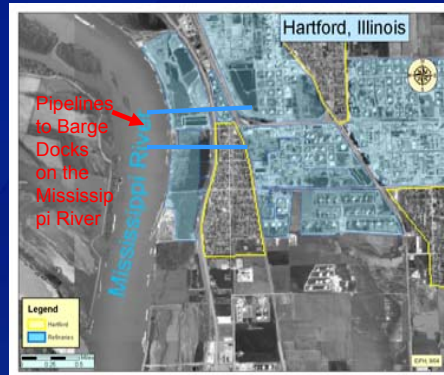 Hartford, Illinois
Pipelines
to Barge
Docks
on the
Mississip
pi River
Mississippi River
Legend
Hartford
Refineries